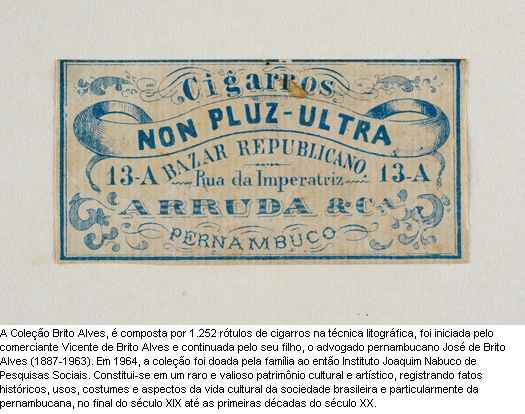 Cigarros
NON PLUZ-ULTRA
BAZAR REPUBLICANO
13-A Rua da Imperatriz 13-A
ARRUDA & CA
PERNAMBUCO
A Coleção Brito Alves, é composta por 1.252 rótulos de cigarros na técnica litográfica, foi iniciada pelo
comerciante Vicente de Brito Alves e continuada pelo seu filho, o advogado pernambucano José de Brito
Alves (1887-1963). Em 1964, a coleção foi doada pela família ao então Instituto Joaquim Nabuco de
Pesquisas Sociais. Constitui-se em um raro e valioso patrimônio cultural e artístico, registrando fatos
históricos, usos, costumes e aspectos da vida cultural da sociedade brasileira e particularmente da
pernambucana, no final do século XIX até as primeiras décadas do século XX.